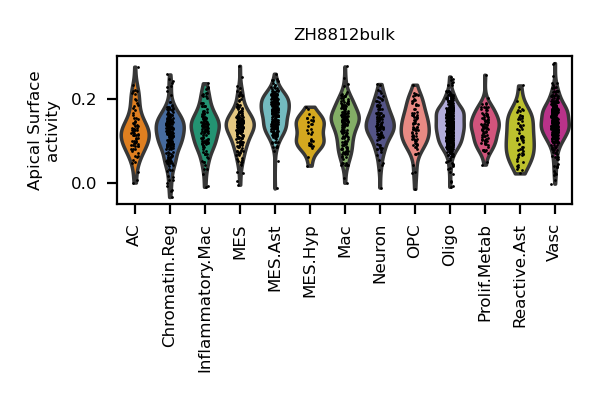 ZH8812bulk
Apical Surface
activity
0.2
0.0
AC
Chromatin.Reg
Inflammatory.Mac
MES
MES.Ast
MES.Hyp
Mac
Neuron
OPC
Oligo
Prolif.Metab
Reactive.Ast
Vasc